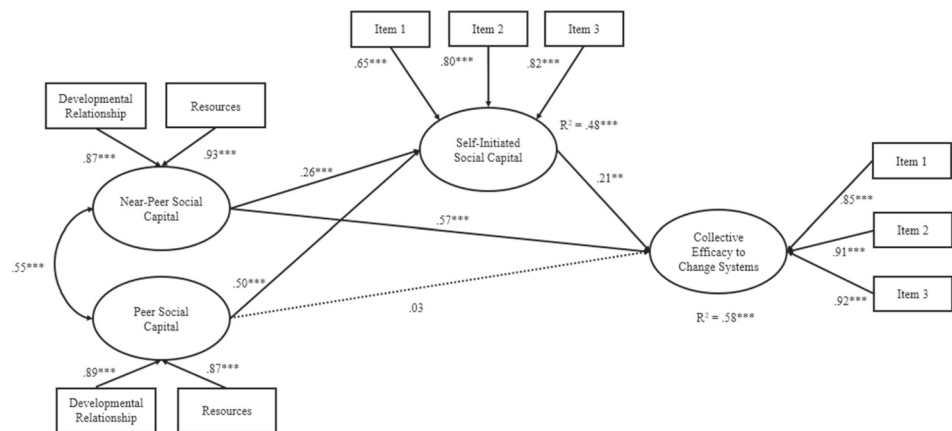 Item 1
Item 2
Item 3
.65***
.80***
.82***
Developmental
Relationship
Resources
.87***
.93***
Self-Initiated
Social Capital
R² = .48***
Near-Peer Social
Capital
.26***
.21**
Item 1
.85***
.57***
Item 2
.91***
Collective
Efficacy to
Change Systems
.55***
.50***
Item 3
.92***
Peer Social
Capital
.03
R² = .58***
.89***
.87***
Developmental
Relationship
Resources